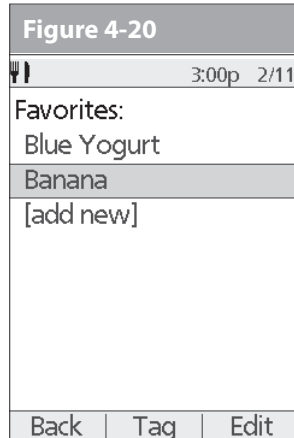 Figure 4-20
3:00p 2/11
Favorites:
Blue Yogurt
Banana
[add new]
Back | Tag | Edit